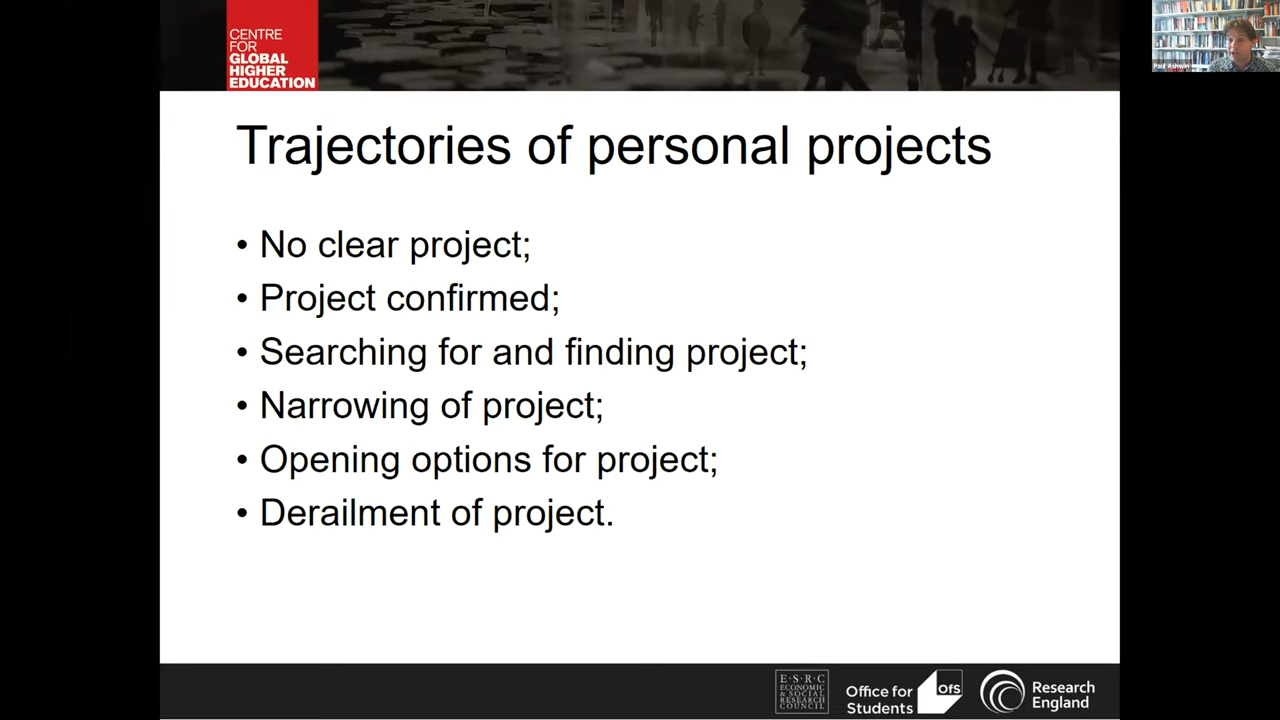 CENTRE
FOR
GLOBAL
HIGHER
EDUCATION
Paul Ashwin
Trajectories of personal projects
• No clear project;
• Project confirmed;
• Searching for and finding project;
• Narrowing of project;
• Opening options for project;
• Derailment of project.
E·S·R·C
ECONOMIC
& SOCIAL
RESEARCH
COUNCIL
Office for
Students
OfS
Research
England